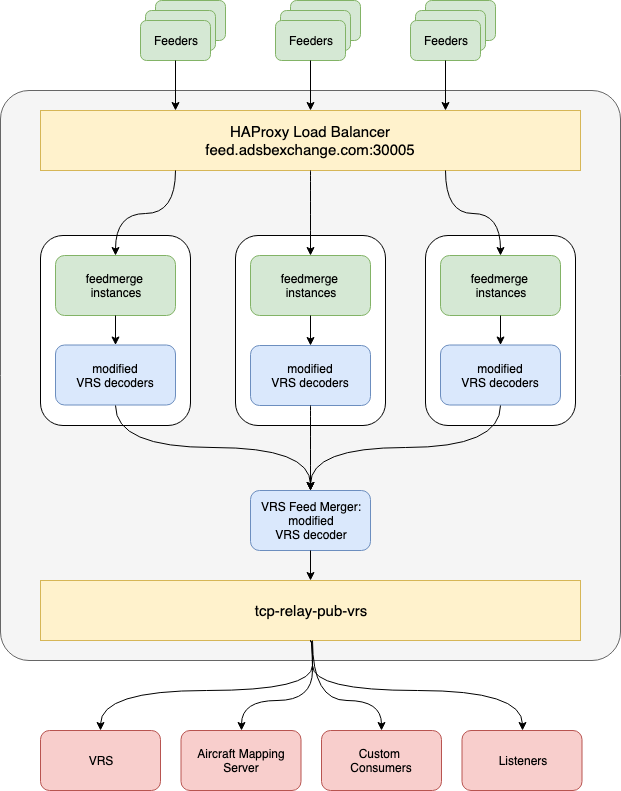 Feeders
Feeders
Feeders
HAProxy Load Balancer
feed.adsbexchange.com:30005
feedmerge
instances
feedmerge
instances
feedmerge
instances
modified
VRS decoders
modified
VRS decoders
modified
VRS decoders
VRS Feed Merger:
modified
VRS decoder
tcp-relay-pub-vrs
VRS
Aircraft Mapping
Server
Custom
Consumers
Listeners